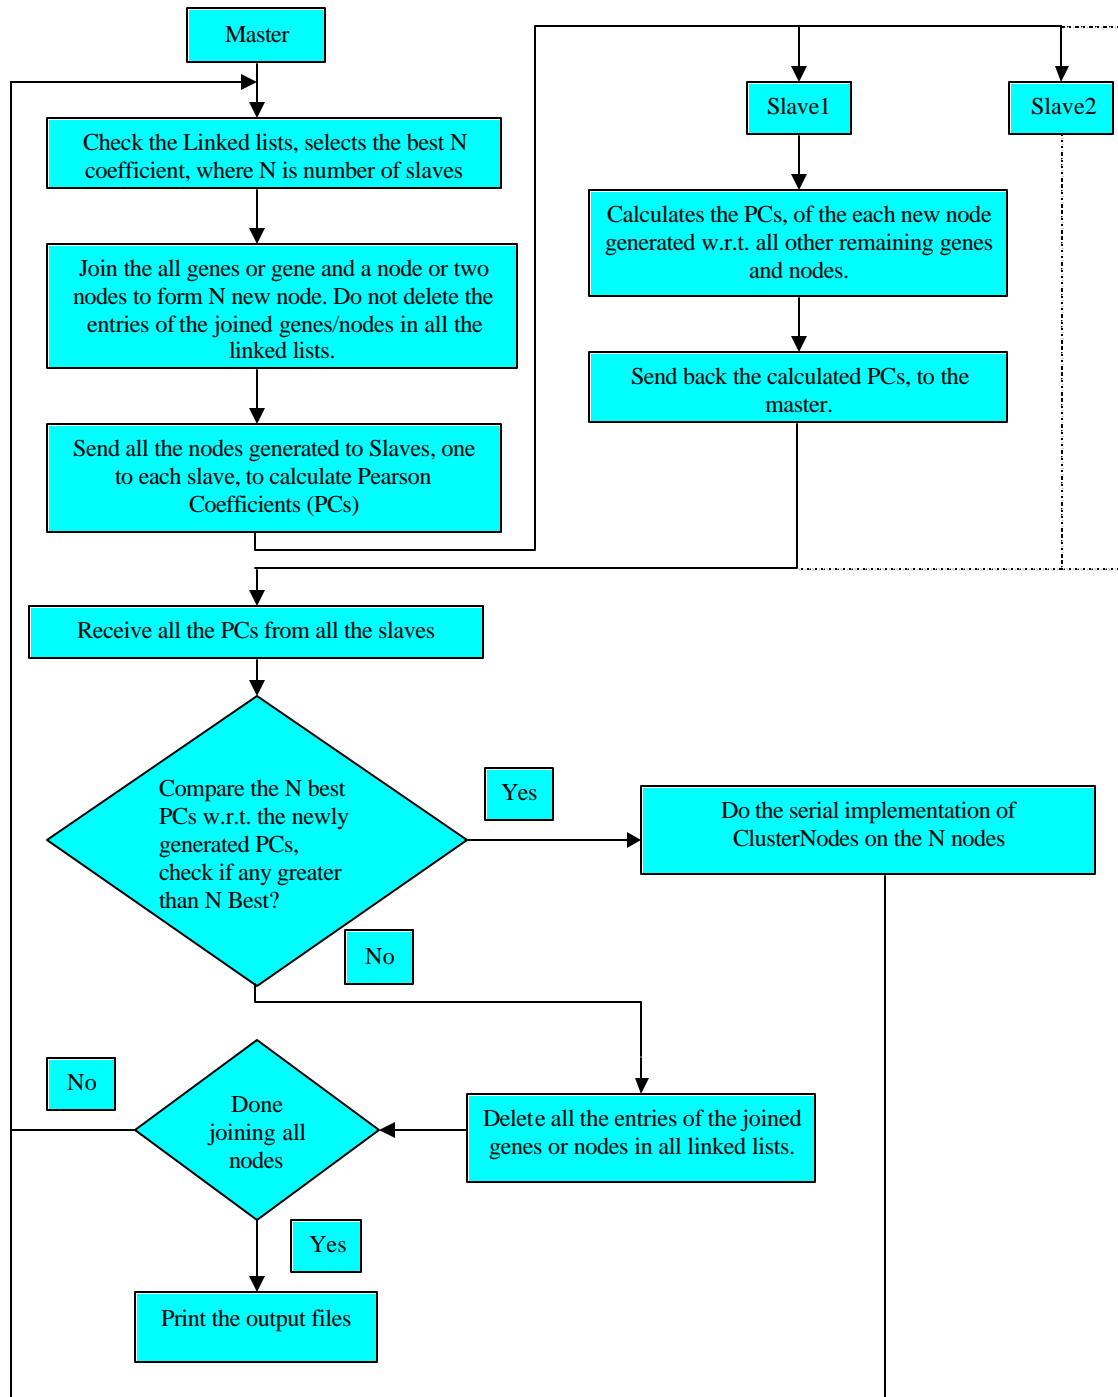 Master
Check the Linked lists, selects the best N
coefficient, where N is number of slaves
Join the all genes or gene and a node or two
nodes to form N new node. Do not delete the
entries of the joined genes/nodes in all the
linked lists.
Send all the nodes generated to Slaves, one
to each slave, to calculate Pearson
Coefficients (PCs)
Slave1
Slave2
Calculates the PCs, of the each new node
generated w.r.t. all other remaining genes
and nodes.
Send back the calculated PCs, to the
master.
Receive all the PCs from all the slaves
Compare the N best
PCs w.r.t. the newly
generated PCs,
check if any greater
than N Best?
Yes
Do the serial implementation of
ClusterNodes on the N nodes
No
Delete all the entries of the joined
genes or nodes in all linked lists.
Done
joining all
nodes
No
Yes
Print the output files